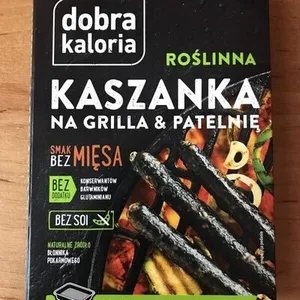 dobra
kaloria
ROŚLINNA
KASZANKA
NA GRILLA & PATELNIĘ
SMAK
BEZ MIĘSA
BEZ
DODATKU
KONSERWANTÓW
BARWNIKÓW
GLUTAMINIANU
BEZ SOI
NATURALNE ŹRÓDŁO
BŁONNIKA
POKARMOWEGO